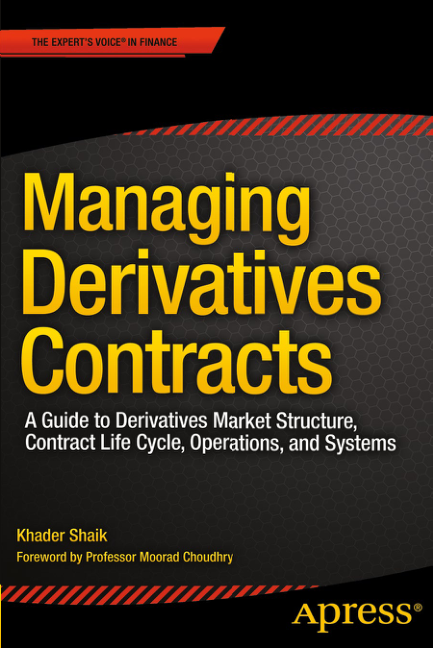 THE EXPERT'S VOICE® IN FINANCE
Managing
Derivatives
Contracts
A Guide to Derivatives Market Structure,
Contract Life Cycle, Operations, and Systems
Khader Shaik
Foreword by Professor Moorad Choudhry
Apress®